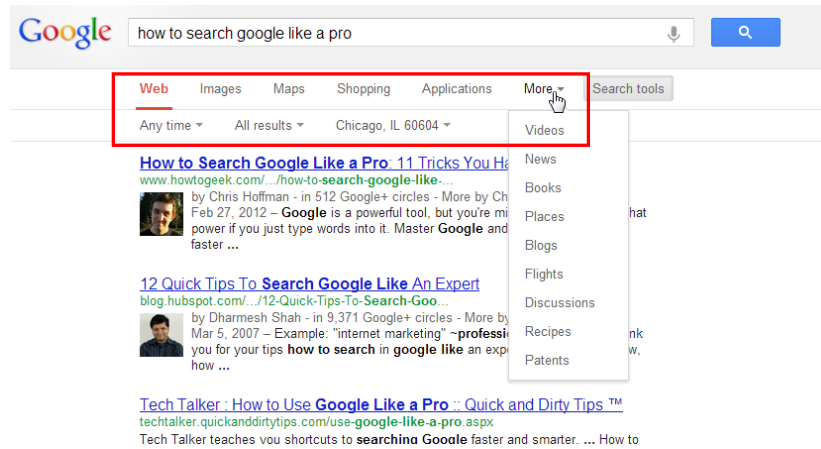 Google how to search google like a pro
Web Images Maps Shopping Applications More Search tools
Any time All results Chicago, IL 60604
Videos
News
Books
Places
Blogs
Flights
Discussions
Recipes
Patents
How to Search Google Like a Pro: 11 Tricks You Ha
www.howtogeek.com/.../how-to-search-google-like-...
by Chris Hoffman - in 512 Google+ circles - More by Ch
Feb 27, 2012 – Google is a powerful tool, but you're mi hat
power if you just type words into it. Master Google and
faster ...
12 Quick Tips To Search Google Like An Expert
blog.hubspot.com/.../12-Quick-Tips-To-Search-Goo...
by Dharmesh Shah - in 9,371 Google+ circles - More by
Mar 5, 2007 – Example: "internet marketing" ~professi nk
you for your tips how to search in google like an exp w,
how ...
Tech Talker : How to Use Google Like a Pro :: Quick and Dirty Tips ™
techtalker.quickanddirtytips.com/use-google-like-a-pro.aspx
Tech Talker teaches you shortcuts to searching Google faster and smarter. ... How to